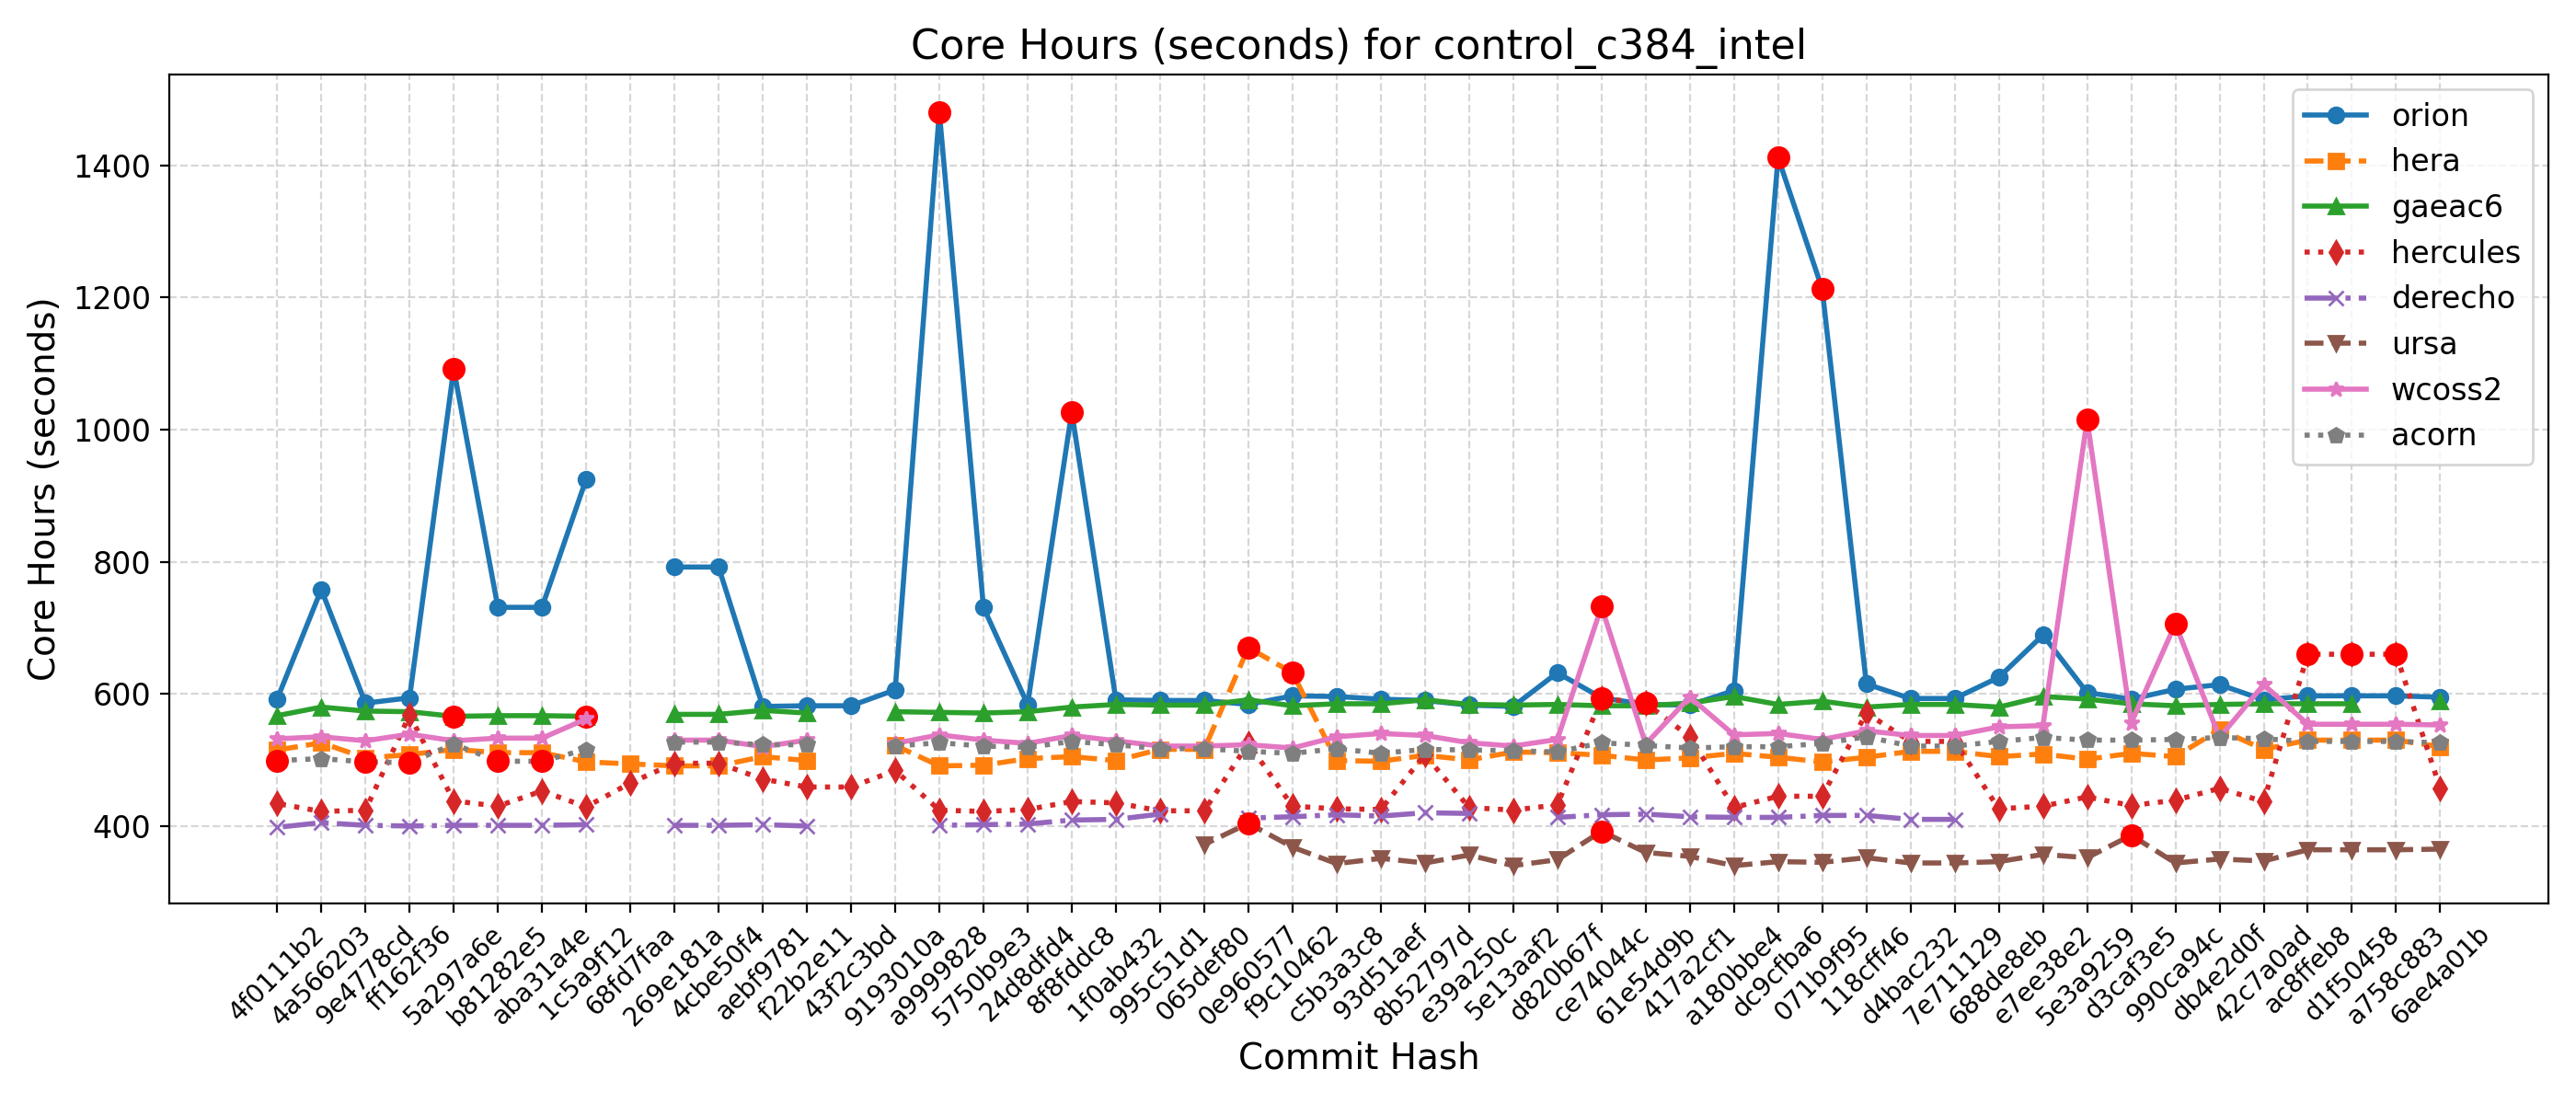 Core Hours (seconds) for control_c384_intel
Core Hours (seconds)
1400
1200
1000
800
600
400
orion
hera
gaeac6
hercules
derecho
ursa
wcoss2
acorn
4f0111b2
4a566203
9e4778cd
ff162f36
5a297a6e
b81282e5
aba31a4e
1c5a9f12
68fd7faa
269e181a
4cbe50f4
aebf9781
f22b2e11
43f2c3bd
9193010a
a9999828
5750b9e3
24d8dfd4
8f8fddc8
1f0ab432
995c51d1
065def80
0e960577
f9c10462
c5b3a3c8
93d51aef
8b52797d
e39a250c
5e13aaf2
d820b67f
ce74044c
61e54d9b
417a2cf1
a180bbe4
dc9cfba6
071b9f95
118cff46
d4bac232
7e711129
688de8eb
e7ee38e2
5e3a9259
d3caf3e5
990ca94c
db4e2d0f
42c7a0ad
ac8ffeb8
d1f50458
a758c883
6ae4a01b
Commit Hash